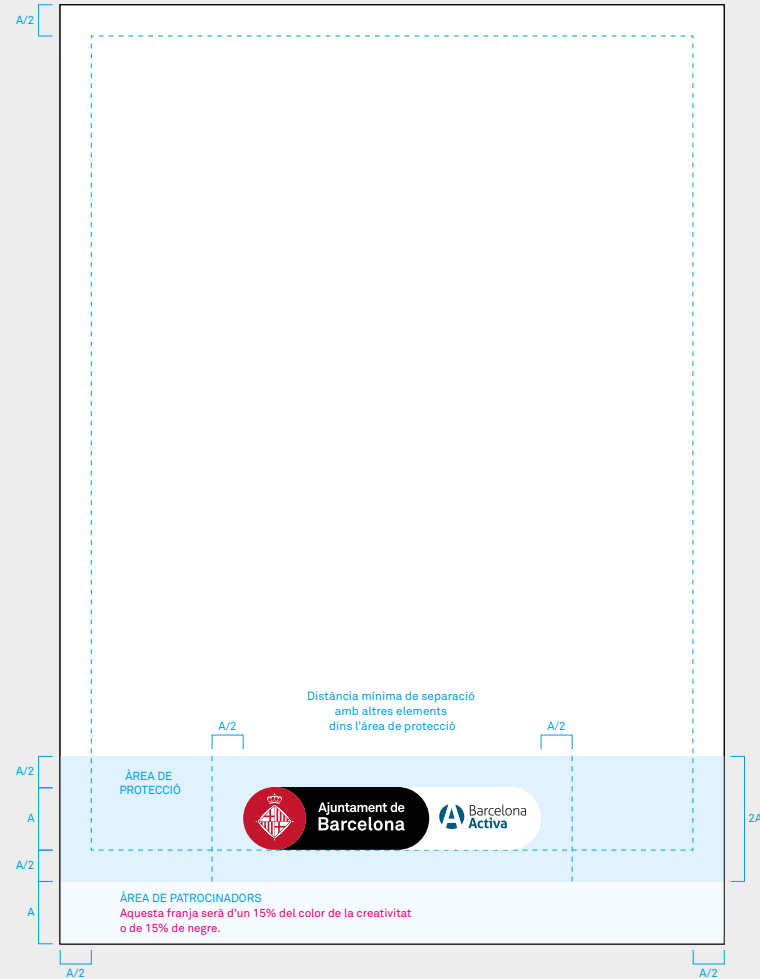 A/2
Distància mínima de separació
amb altres elements
dins l'àrea de protecció
A/2
A/2
A/2
ÀREA DE
PROTECCIÓ
A
Ajuntament de
Barcelona
Barcelona
Activa
2A
A/2
A
ÀREA DE PATROCINADORS
Aquesta franja serà d'un 15% del color de la creativitat
o de 15% de negre.
A/2
A/2